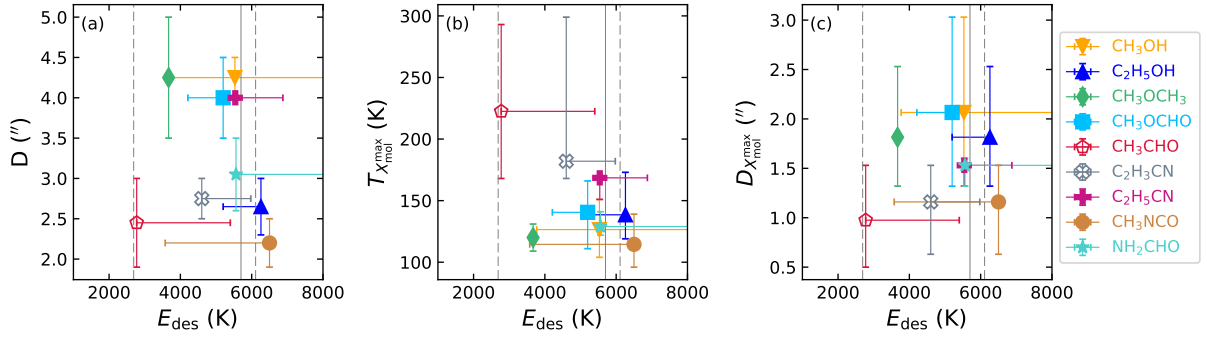 (a)
5.0
4.5
4.0
3.5
3.0
2.5
2.0
D (″)
2000 4000 6000 8000
E_des (K)
(b)
300
250
200
150
100
T_{X_mol^max} (K)
2000 4000 6000 8000
E_des (K)
(c)
3.0
2.5
2.0
1.5
1.0
0.5
D_{X_mol^max} (″)
2000 4000 6000 8000
E_des (K)
CH₃OH
C₂H₅OH
CH₃OCH₃
CH₃OCHO
CH₃CHO
C₂H₃CN
C₂H₅CN
CH₃NCO
NH₂CHO